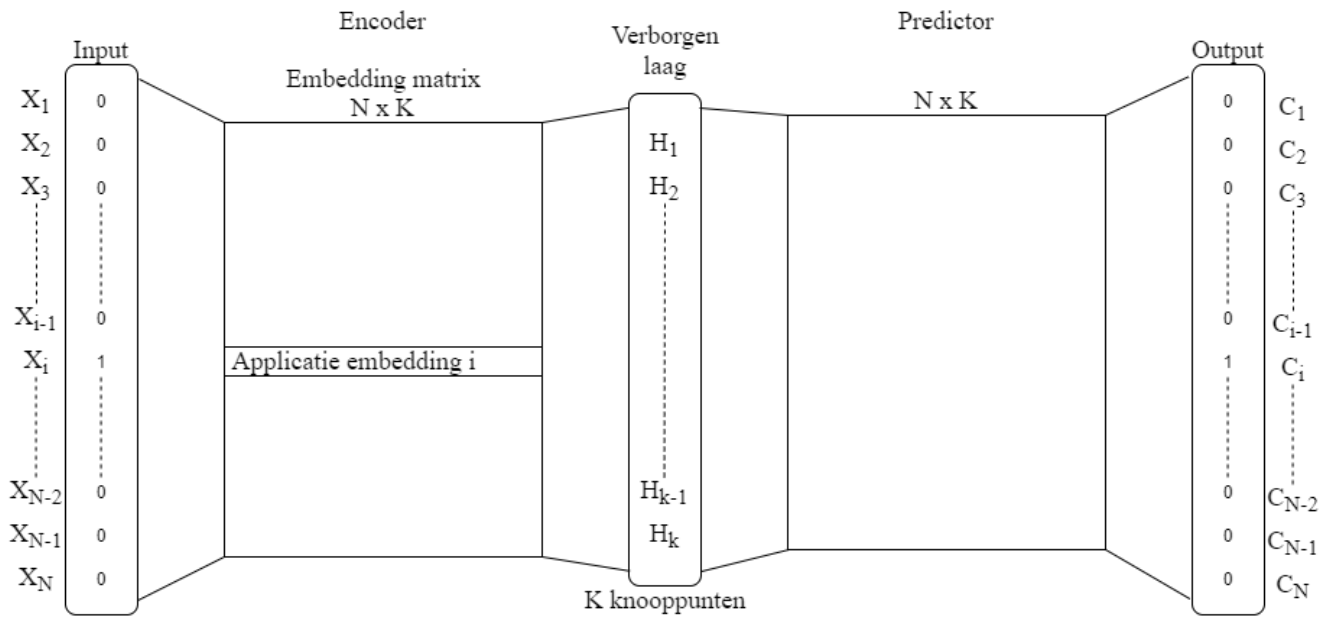 Encoder
Predictor
Input
Verborgen
laag
Output
Embedding matrix
N x K
N x K
X1 0
X2 0
X3 0
Xi-1 0
Xi 1
XN-2 0
XN-1 0
XN 0
Applicatie embedding i
H1
H2
Hk-1
Hk
K knooppunten
0 C1
0 C2
0 C3
0 Ci-1
1 Ci
0 CN-2
0 CN-1
0 CN